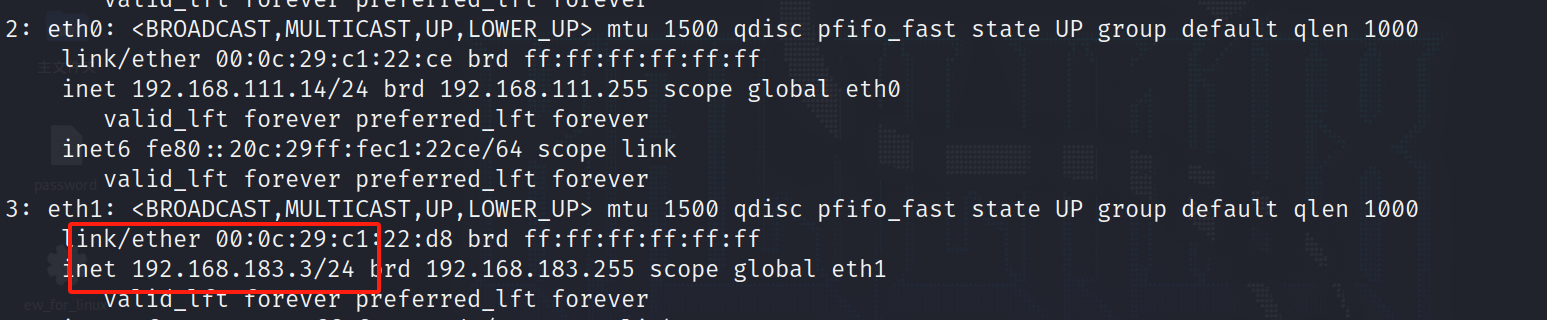 valid_lft forever preferred_lft forever
2: eth0: <BROADCAST,MULTICAST,UP,LOWER_UP> mtu 1500 qdisc pfifo_fast state UP group default qlen 1000
link/ether 00:0c:29:c1:22:ce brd ff:ff:ff:ff:ff:ff
inet 192.168.111.14/24 brd 192.168.111.255 scope global eth0
valid_lft forever preferred_lft forever
inet6 fe80::20c:29ff:fec1:22ce/64 scope link
password
valid_lft forever preferred_lft forever
3: eth1: <BROADCAST,MULTICAST,UP,LOWER_UP> mtu 1500 qdisc pfifo_fast state UP group default qlen 1000
link/ether 00:0c:29:c1:22:d8 brd ff:ff:ff:ff:ff:ff
inet 192.168.183.3/24 brd 192.168.183.255 scope global eth1
valid_lft forever preferred_lft forever
ew_for_linux